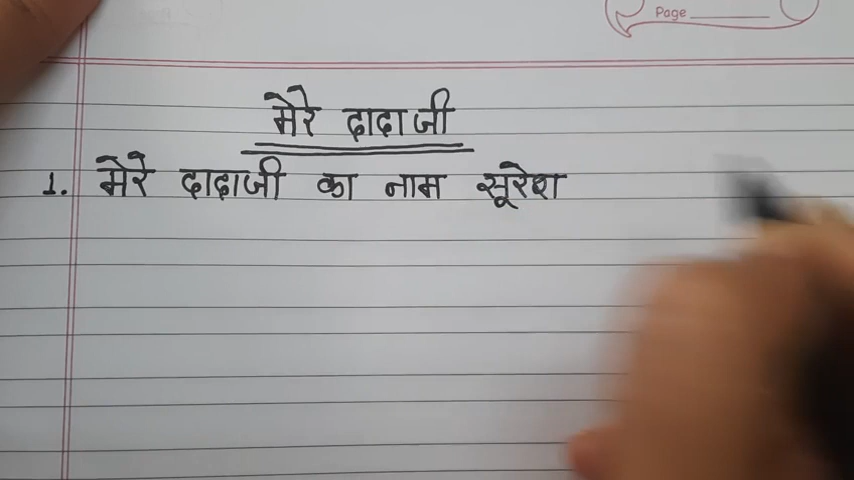 Page
मेरे दादाजी
1. मेरे दादाजी का नाम सूरेश